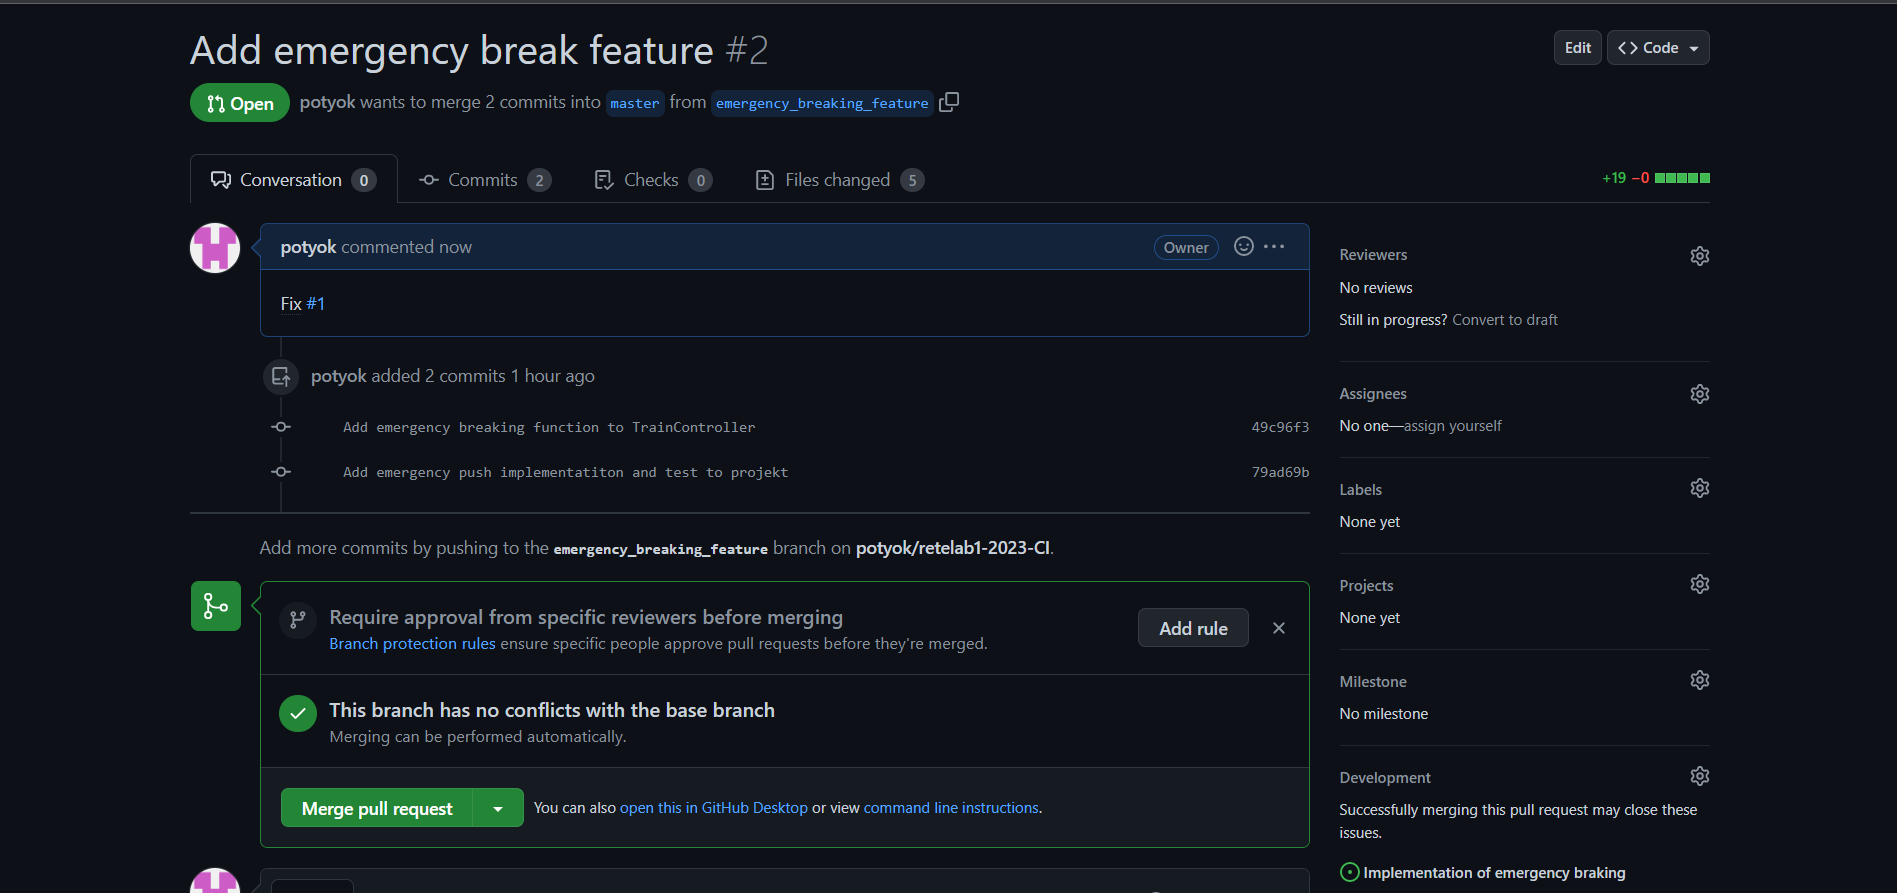 Add emergency break feature #2
Edit
Code
Open
potyok wants to merge 2 commits into master from emergency_breaking_feature
Conversation 0
Commits 2
Checks 0
Files changed 5
+19 −0
potyok commented now
Owner
Fix #1
potyok added 2 commits 1 hour ago
Add emergency breaking function to TrainController
49c96f3
Add emergency push implementatiton and test to projekt
79ad69b
Add more commits by pushing to the emergency_breaking_feature branch on potyok/retelab1-2023-CI.
Require approval from specific reviewers before merging
Branch protection rules ensure specific people approve pull requests before they're merged.
Add rule
This branch has no conflicts with the base branch
Merging can be performed automatically.
Merge pull request
You can also open this in GitHub Desktop or view command line instructions.
Reviewers
No reviews
Still in progress? Convert to draft
Assignees
No one—assign yourself
Labels
None yet
Projects
None yet
Milestone
No milestone
Development
Successfully merging this pull request may close these
issues.
Implementation of emergency braking